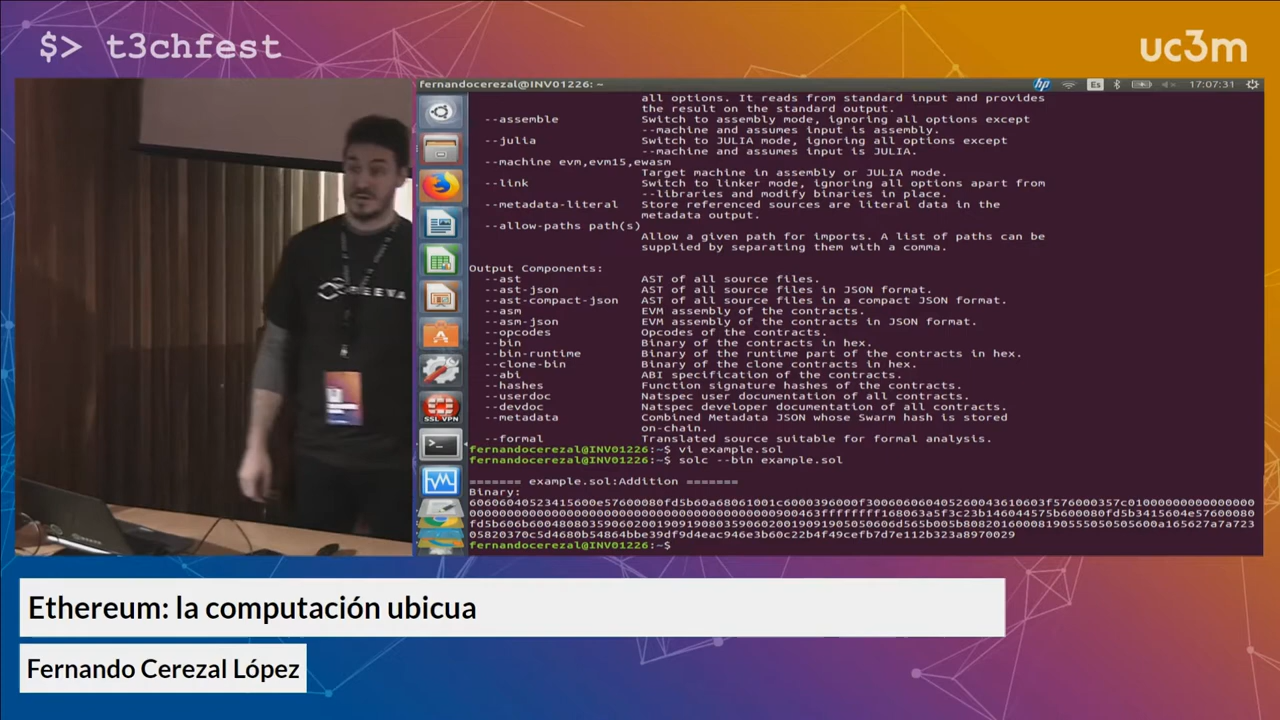 $> t3chfest
uc3m
fernandocerezal@INV01226: ~
Es
17:07:31
all options. It reads from standard input and provides
the result on the standard output.
--assemble Switch to assembly mode, ignoring all options except
--machine and assumes input is assembly.
--julia Switch to JULIA mode, ignoring all options except
--machine and assumes input is JULIA.
--machine evm,evm15,ewasm
Target machine in assembly or JULIA mode.
--link Switch to linker mode, ignoring all options apart from
--libraries and modify binaries in place.
--metadata-literal Store referenced sources are literal data in the
metadata output.
--allow-paths path(s)
Allow a given path for imports. A list of paths can be
supplied by separating them with a comma.
Output Components:
--ast AST of all source files.
--ast-json AST of all source files in JSON format.
--ast-compact-json AST of all source files in a compact JSON format.
--asm EVM assembly of the contracts.
--asm-json EVM assembly of the contracts in JSON format.
--opcodes Opcodes of the contracts.
--bin Binary of the contracts in hex.
--bin-runtime Binary of the runtime part of the contracts in hex.
--clone-bin Binary of the clone contracts in hex.
--abi ABI specification of the contracts.
--hashes Function signature hashes of the contracts.
--userdoc Natspec user documentation of all contracts.
--devdoc Natspec developer documentation of all contracts.
--metadata Combined Metadata JSON whose Swarm hash is stored
on-chain.
--formal Translated source suitable for formal analysis.
fernandocerezal@INV01226:~$ vi example.sol
fernandocerezal@INV01226:~$ solc --bin example.sol
======= example.sol:Addition =======
Binary:
fernandocerezal@INV01226:~$
SSL VPN
Ethereum: la computación ubicua
Fernando Cerezal López